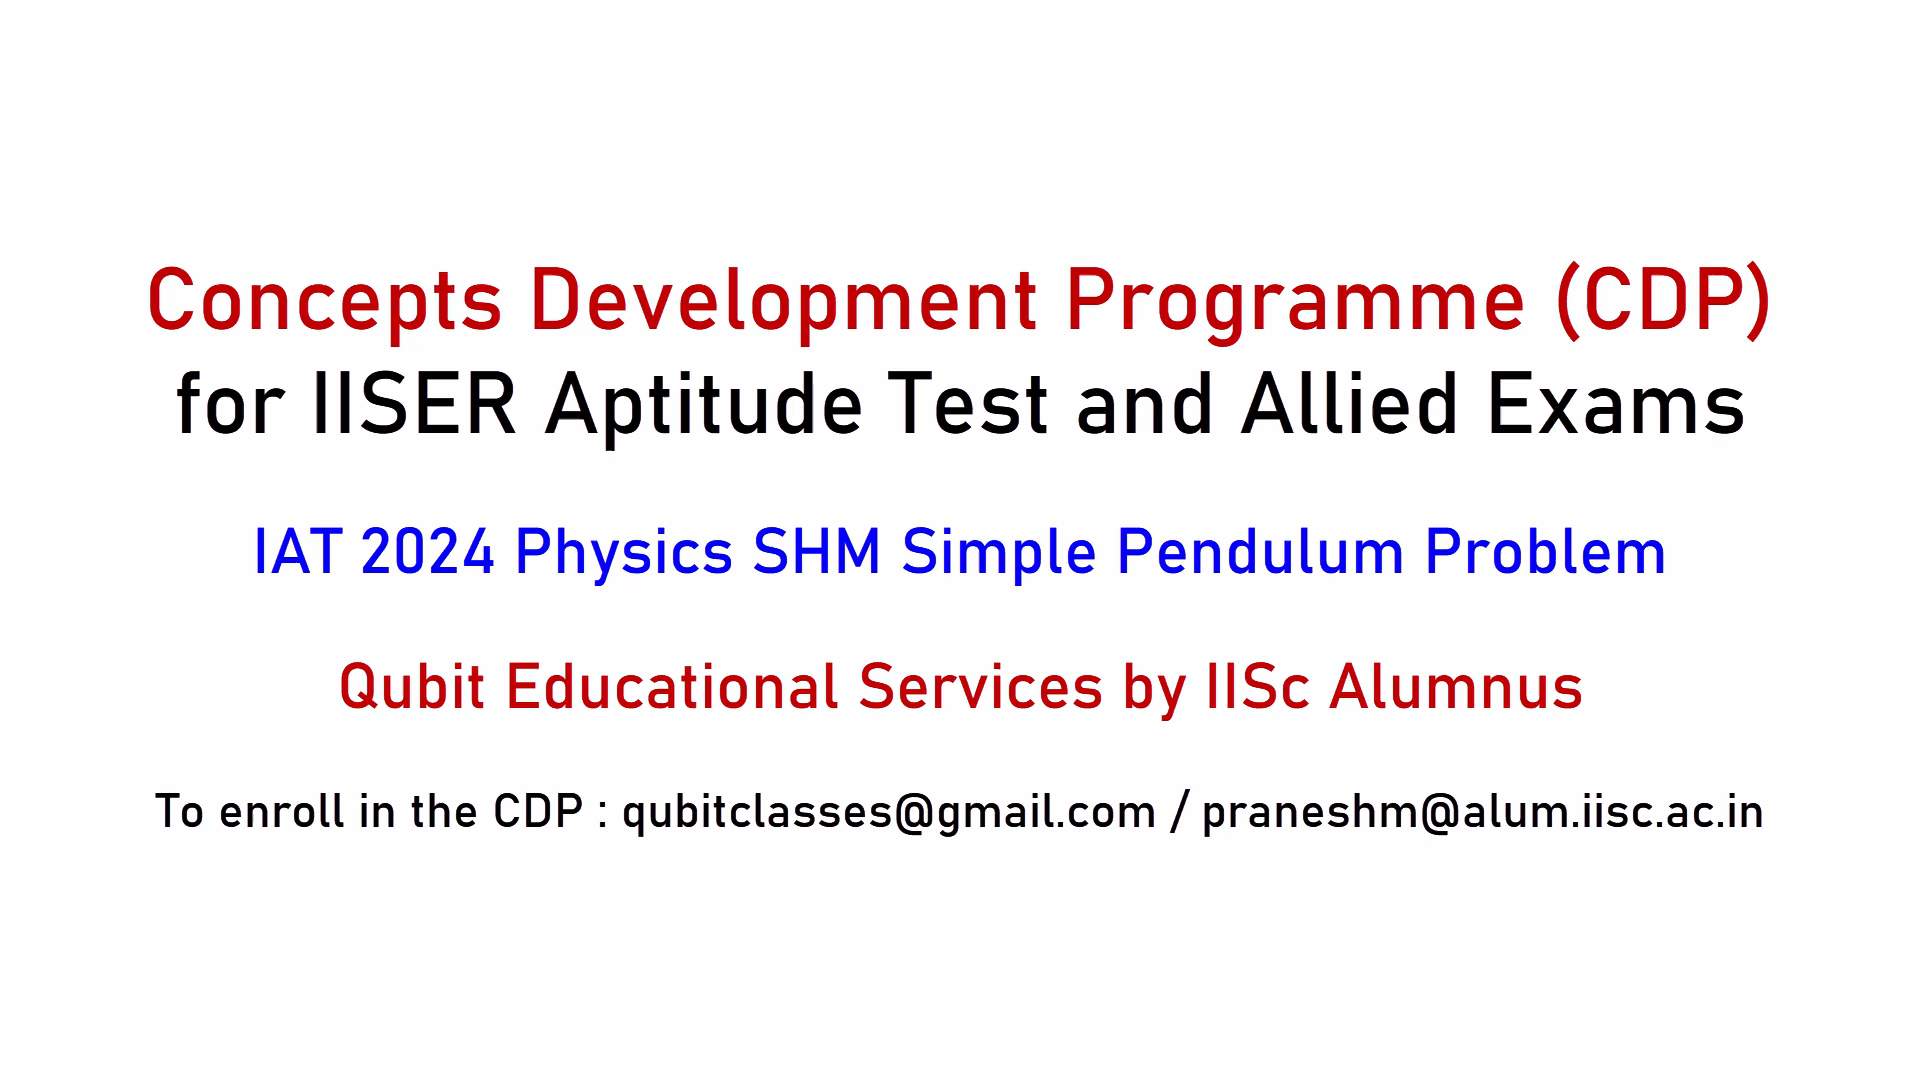 Concepts Development Programme (CDP)
for IISER Aptitude Test and Allied Exams
IAT 2024 Physics SHM Simple Pendulum Problem
Qubit Educational Services by IISc Alumnus
To enroll in the CDP : qubitclasses@gmail.com / praneshm@alum.iisc.ac.in